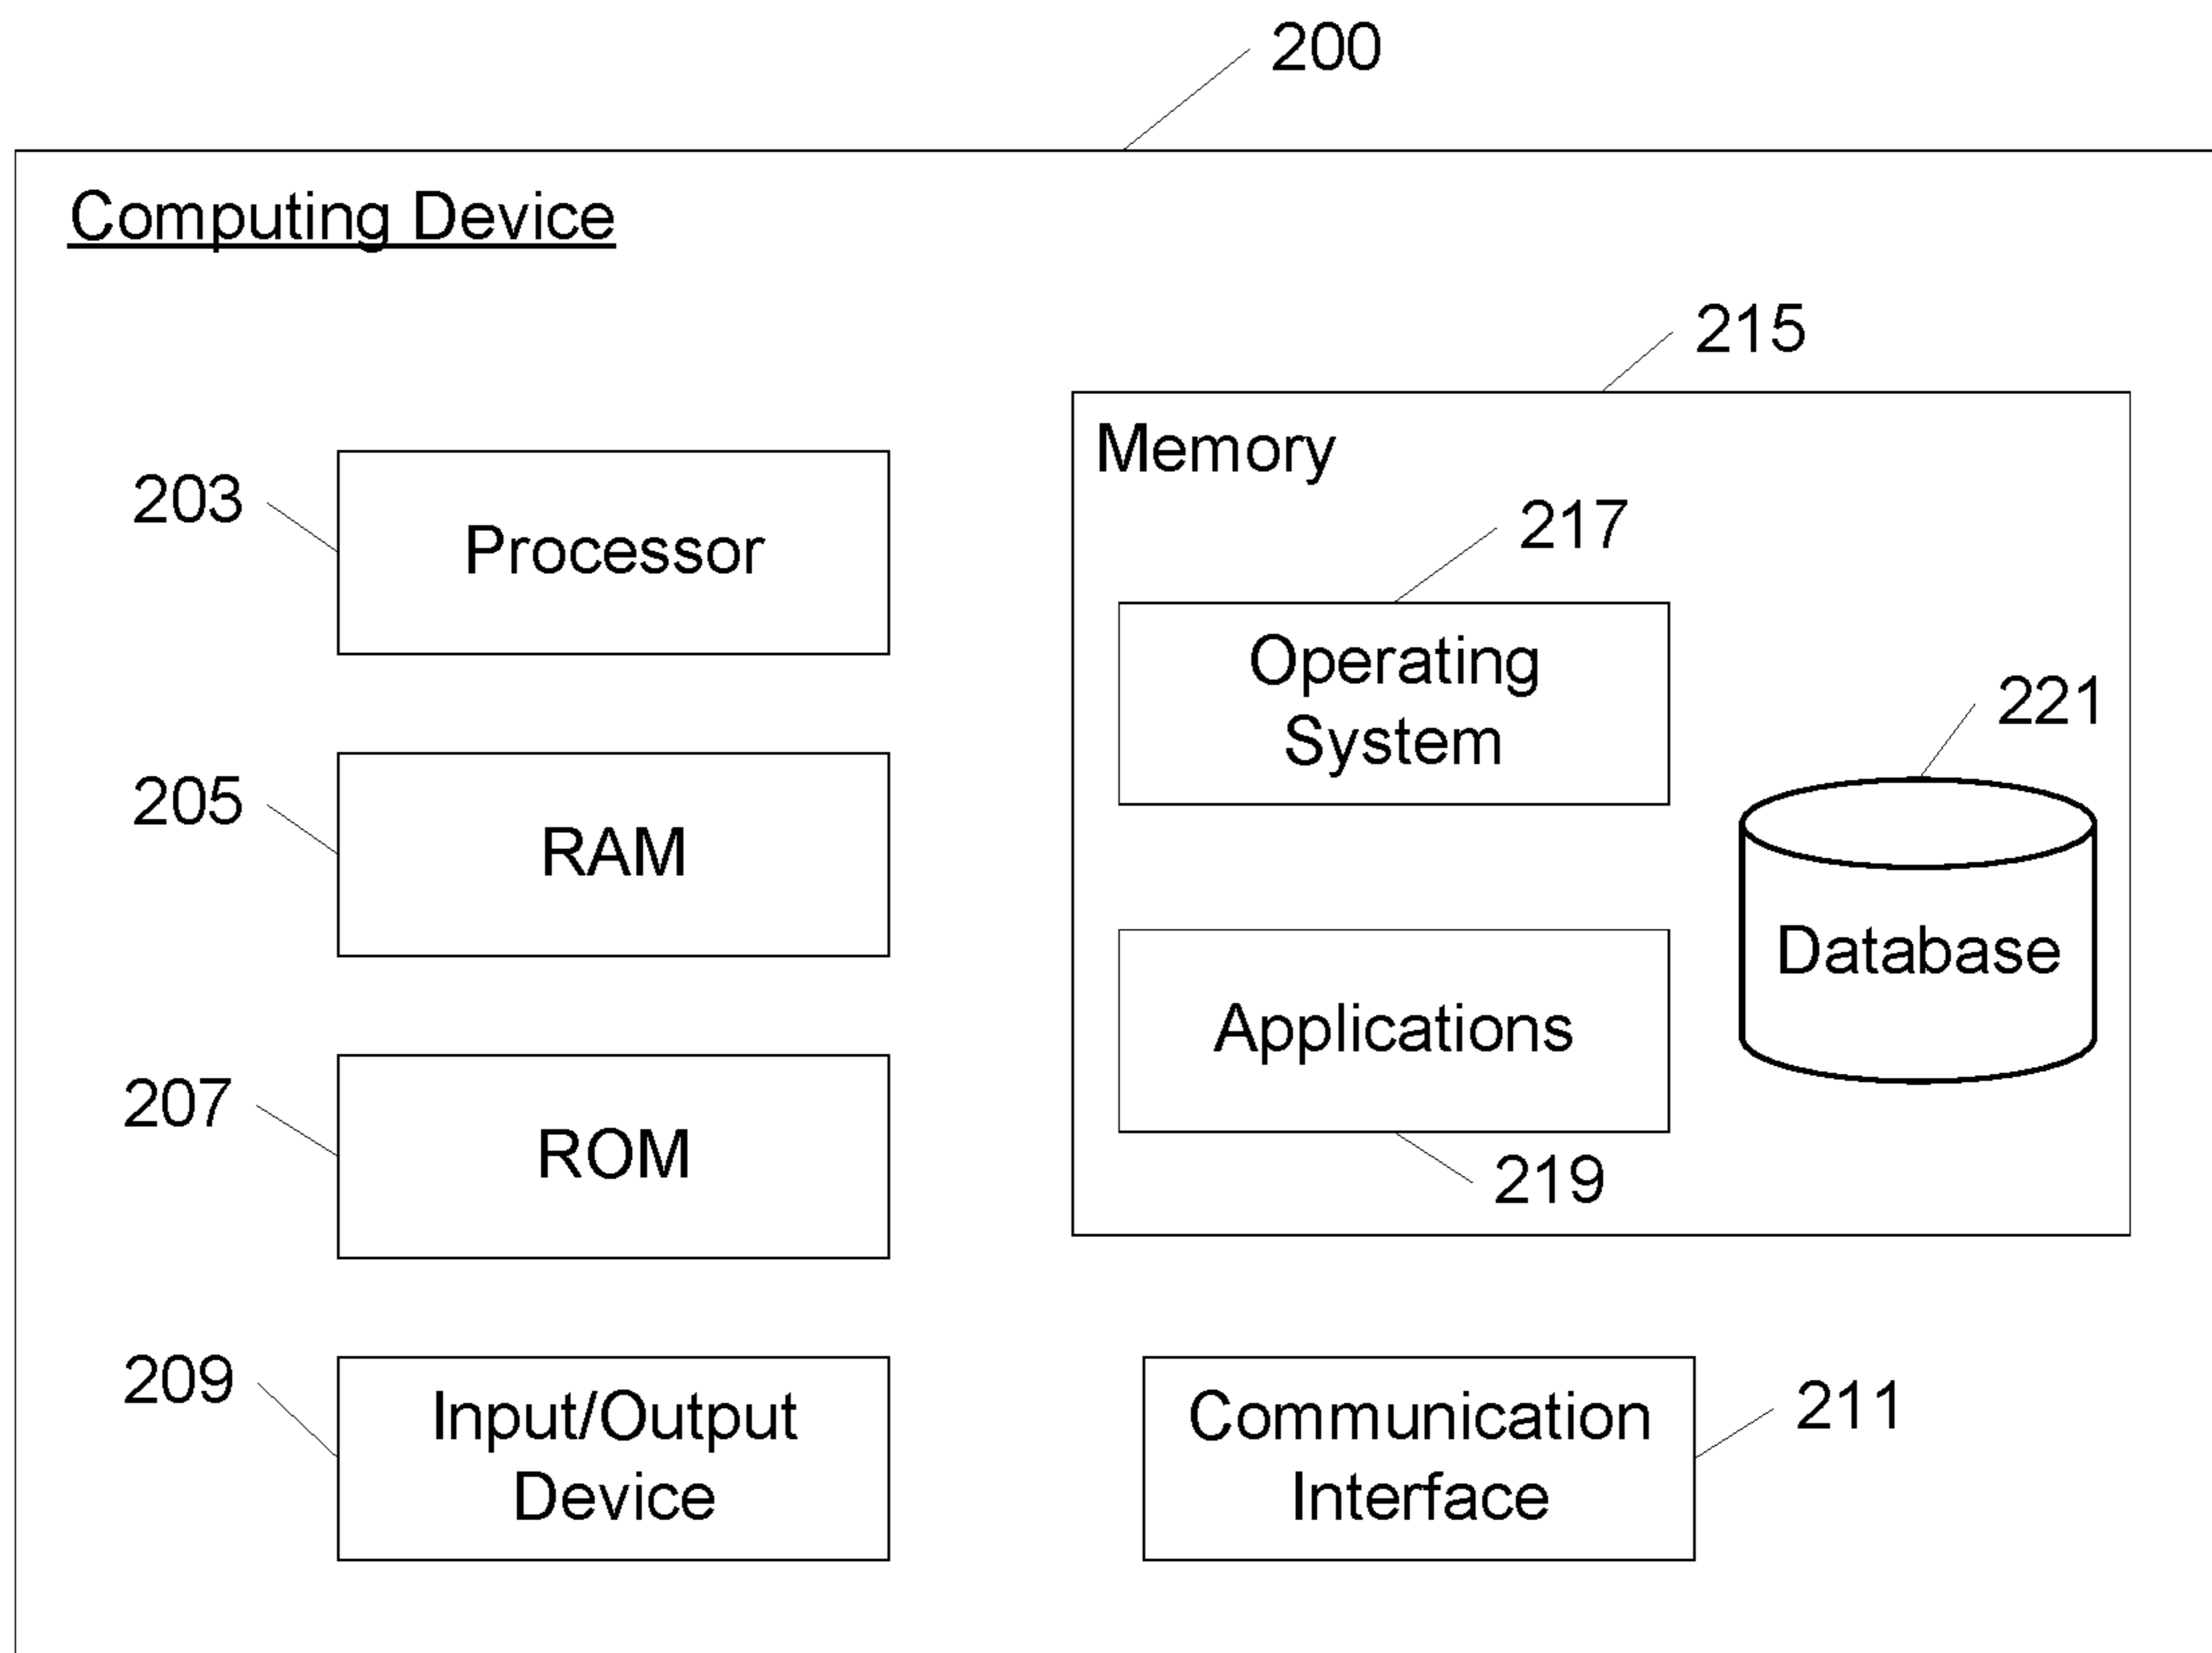 200
Computing Device
215
Memory
203
Processor
217
Operating
System
221
205
RAM
Database
Applications
207
ROM
219
209
Input/Output
Device
Communication
Interface
211